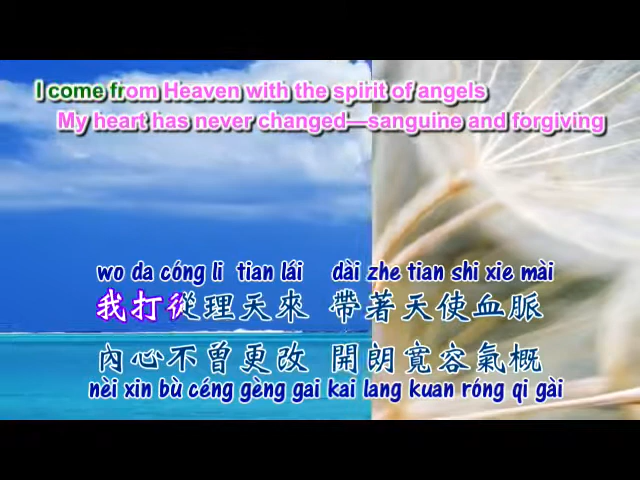 I come from Heaven with the spirit of angels
My heart has never changed—sanguine and forgiving
wo da cóng li tian lái dài zhe tian shi xie mài
我打從理天來 帶著天使血脈
內心不曾更改 開朗寬容氣概
nèi xin bù céng gèng gai kai lang kuan róng qi gài